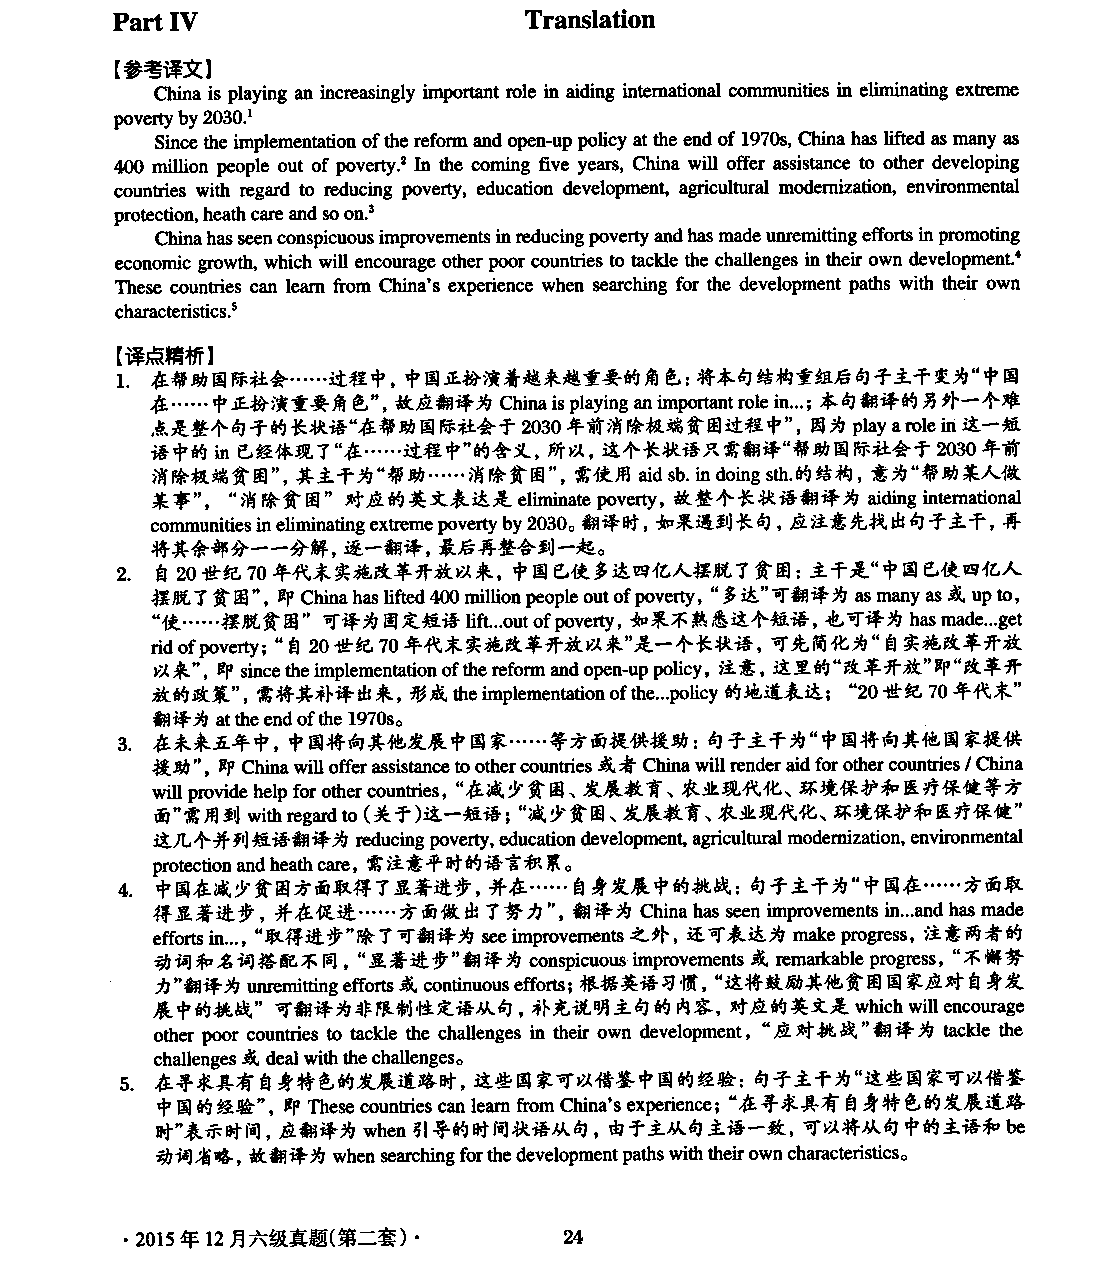 Part IV Translation
【参考译文】
China is playing an increasingly important role in aiding international communities in eliminating extreme
poverty by 2030.¹
Since the implementation of the reform and open-up policy at the end of 1970s, China has lifted as many as
400 million people out of poverty.² In the coming five years, China will offer assistance to other developing
countries with regard to reducing poverty, education development, agricultural modernization, environmental
protection, heath care and so on.³
China has seen conspicuous improvements in reducing poverty and has made unremitting efforts in promoting
economic growth, which will encourage other poor countries to tackle the challenges in their own development.⁴
These countries can learn from China's experience when searching for the development paths with their own
characteristics.⁵
【译点精析】
1. 在帮助国际社会……过程中，中国正扮演着越来越重要的角色：将本句结构重组后句子主干变为“中国
在……中正扮演重要角色”，故应翻译为 China is playing an important role in...；本句翻译的另外一个难
点是整个句子的长状语“在帮助国际社会于 2030 年前消除极端贫困过程中”，因为 play a role in 这一短
语中的 in 已经体现了“在……过程中”的含义，所以，这个长状语只需翻译“帮助国际社会于 2030 年前
消除极端贫困”，其主干为“帮助……消除贫困”，需使用 aid sb. in doing sth.的结构，意为“帮助某人做
某事”，“消除贫困”对应的英文表达是 eliminate poverty，故整个长状语翻译为 aiding international
communities in eliminating extreme poverty by 2030。翻译时，如果遇到长句，应注意先找出句子主干，再
将其余部分一一分解，逐一翻译，最后再整合到一起。
2. 自 20 世纪 70 年代末实施改革开放以来，中国已使多达四亿人摆脱了贫困：主干是“中国已使四亿人
摆脱了贫困”，即 China has lifted 400 million people out of poverty，“多达”可翻译为 as many as 或 up to，
“使……摆脱贫困”可译为固定短语 lift...out of poverty，如果不熟悉这个短语，也可译为 has made...get
rid of poverty；“自 20 世纪 70 年代末实施改革开放以来”是一个长状语，可先简化为“自实施改革开放
以来”，即 since the implementation of the reform and open-up policy，注意，这里的“改革开放”即“改革开
放的政策”，需将其补译出来，形成 the implementation of the...policy 的地道表达；“20 世纪 70 年代末”
翻译为 at the end of the 1970s。
3. 在未来五年中，中国将向其他发展中国家……等方面提供援助：句子主干为“中国将向其他国家提供
援助”，即 China will offer assistance to other countries 或者 China will render aid for other countries / China
will provide help for other countries，“在减少贫困、发展教育、农业现代化、环境保护和医疗保健等方
面”需用到 with regard to (关于)这一短语；“减少贫困、发展教育、农业现代化、环境保护和医疗保健”
这几个并列短语翻译为 reducing poverty, education development, agricultural modernization, environmental
protection and heath care，需注意平时的语言积累。
4. 中国在减少贫困方面取得了显著进步，并在……自身发展中的挑战：句子主干为“中国在……方面取
得显著进步，并在促进……方面做出了努力”，翻译为 China has seen improvements in...and has made
efforts in...，“取得进步”除了可翻译为 see improvements 之外，还可表达为 make progress，注意两者的
动词和名词搭配不同，“显著进步”翻译为 conspicuous improvements 或 remarkable progress，“不懈努
力”翻译为 unremitting efforts 或 continuous efforts；根据英语习惯，“这将鼓励其他贫困国家应对自身发
展中的挑战”可翻译为非限制性定语从句，补充说明主句的内容，对应的英文是 which will encourage
other poor countries to tackle the challenges in their own development，“应对挑战”翻译为 tackle the
challenges 或 deal with the challenges。
5. 在寻求具有自身特色的发展道路时，这些国家可以借鉴中国的经验：句子主干为“这些国家可以借鉴
中国的经验”，即 These countries can learn from China's experience；“在寻求具有自身特色的发展道路
时”表示时间，应翻译为 when 引导的时间状语从句，由于主从句主语一致，可以将从句中的主语和 be
动词省略，故翻译为 when searching for the development paths with their own characteristics。
·2015 年 12 月六级真题(第二套)· 24